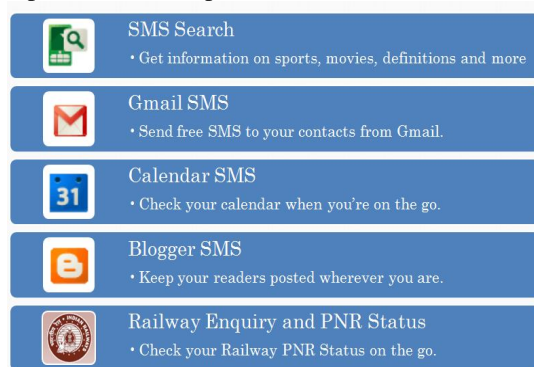 SMS Search
• Get information on sports, movies, definitions and more
Gmail SMS
• Send free SMS to your contacts from Gmail.
31
Calendar SMS
• Check your calendar when you're on the go.
Blogger SMS
• Keep your readers posted wherever you are.
Railway Enquiry and PNR Status
• Check your Railway PNR Status on the go.